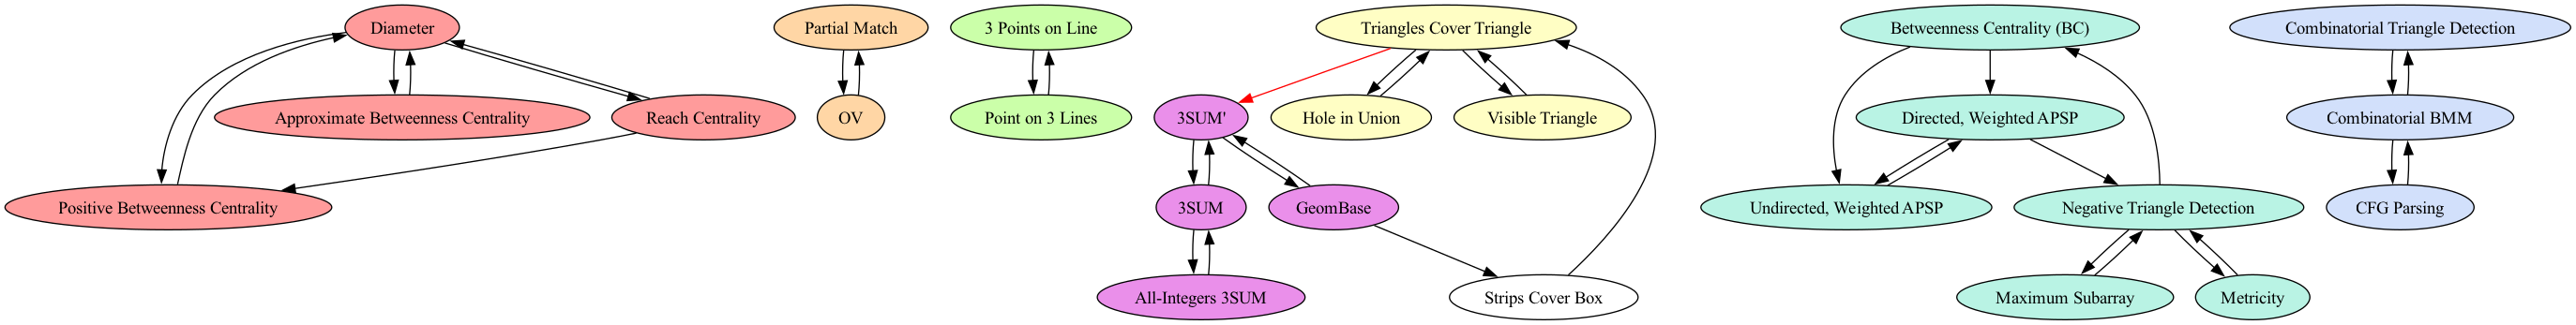 Diameter
Partial Match
3 Points on Line
Triangles Cover Triangle
Betweenness Centrality (BC)
Combinatorial Triangle Detection
Approximate Betweenness Centrality
Reach Centrality
OV
Point on 3 Lines
3SUM'
Hole in Union
Visible Triangle
Directed, Weighted APSP
Combinatorial BMM
Positive Betweenness Centrality
3SUM
GeomBase
Undirected, Weighted APSP
Negative Triangle Detection
CFG Parsing
All-Integers 3SUM
Strips Cover Box
Maximum Subarray
Metricity